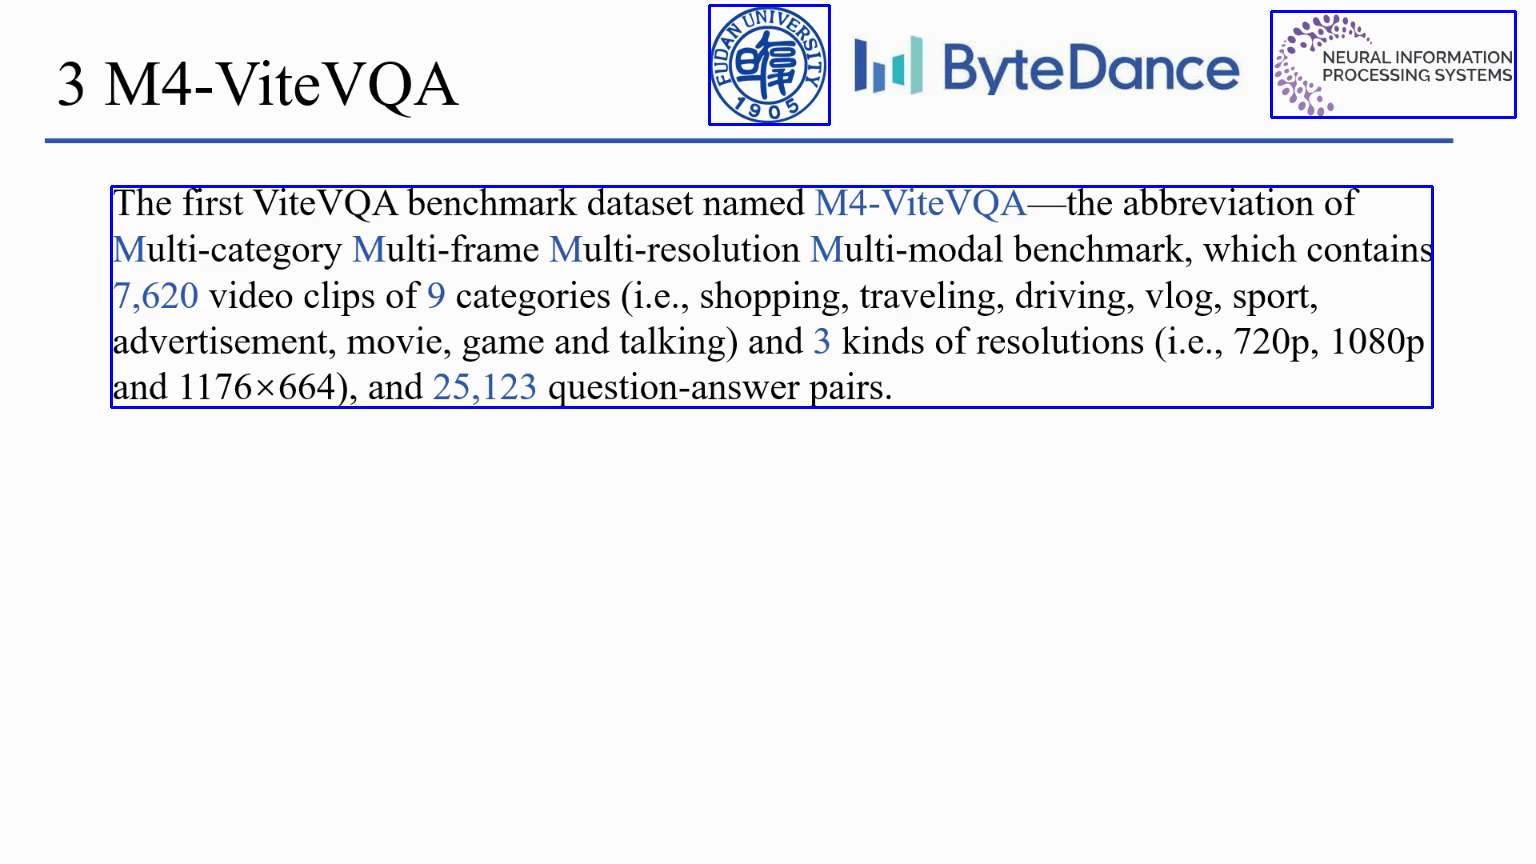 3 M4-ViteVQA
FUDAN UNIVERSITY
1905
ByteDance
NEURAL INFORMATION
PROCESSING SYSTEMS
The first ViteVQA benchmark dataset named M4-ViteVQA—the abbreviation of
Multi-category Multi-frame Multi-resolution Multi-modal benchmark, which contains
7,620 video clips of 9 categories (i.e., shopping, traveling, driving, vlog, sport,
advertisement, movie, game and talking) and 3 kinds of resolutions (i.e., 720p, 1080p
and 1176×664), and 25,123 question-answer pairs.